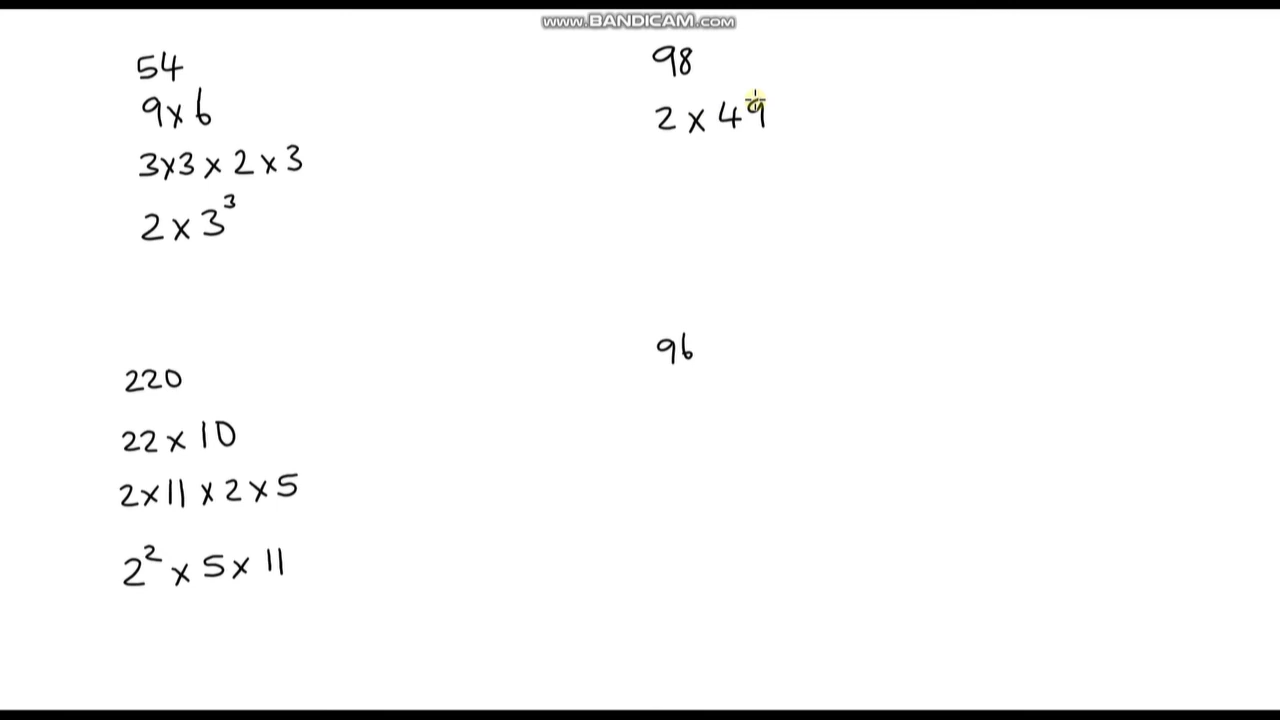 www.BANDICAM.com
54
9x6
3x3 x 2 x 3
2 x 3³
98
2 x 49
220
22 x 10
2x11 x 2 x 5
2² x 5 x 11
96